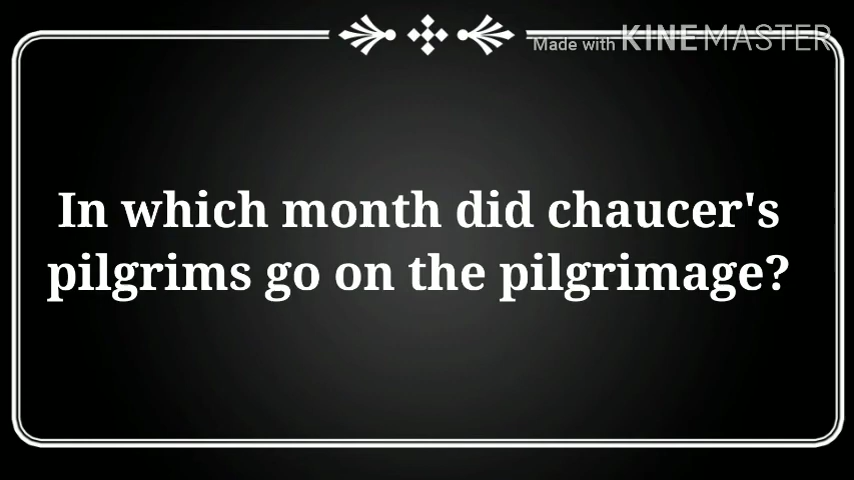 Made with KINEMASTER
In which month did chaucer's
pilgrims go on the pilgrimage?